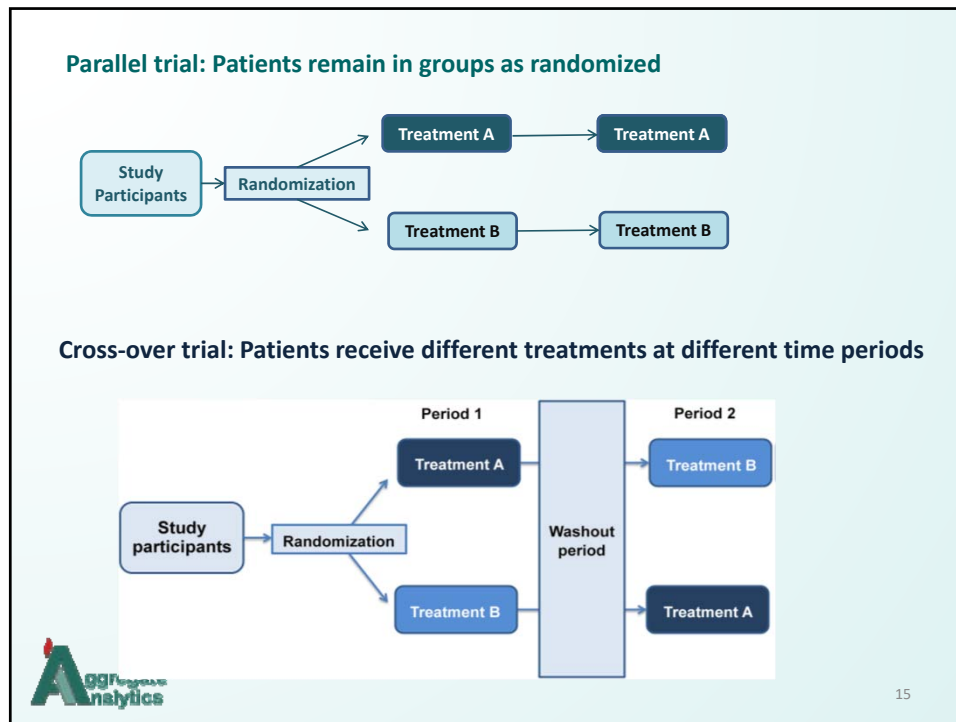 Parallel trial: Patients remain in groups as randomized
Treatment A
Treatment A
Study
Participants
Randomization
Treatment B
Treatment B
Cross-over trial: Patients receive different treatments at different time periods
Period 1
Period 2
Treatment A
Treatment B
Study
participants
Randomization
Washout
period
Treatment B
Treatment A
Aggregate
Analytics
15